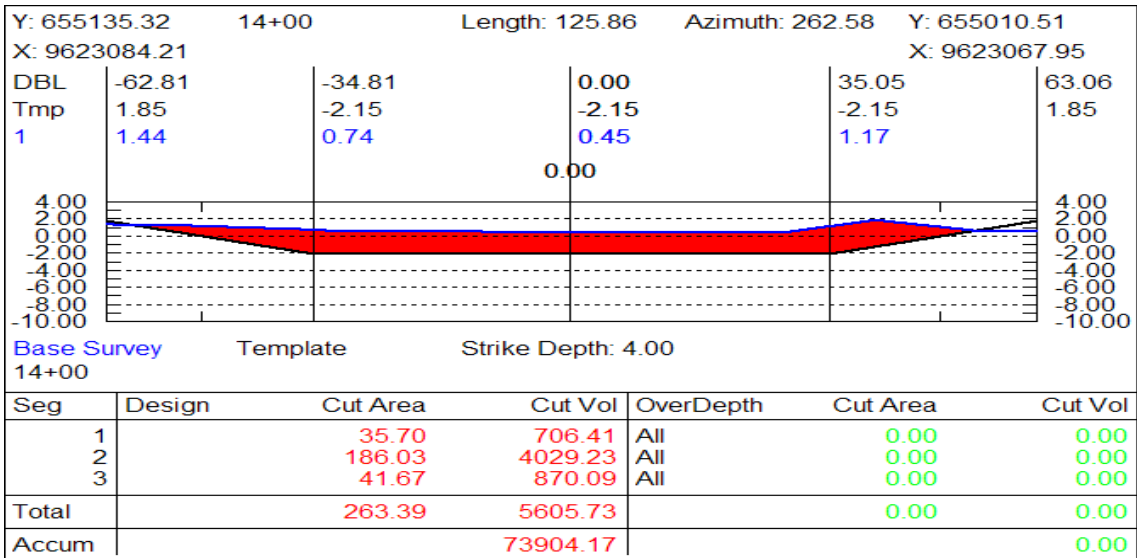 Y: 655135.32 14+00 Length: 125.86 Azimuth: 262.58 Y: 655010.51
X: 9623084.21 X: 9623067.95
DBL -62.81 -34.81 0.00 35.05 63.06
Tmp 1.85 -2.15 -2.15 -2.15 1.85
1 1.44 0.74 0.45 1.17
0.00
4.00 4.00
2.00 2.00
0.00 0.00
-2.00 -2.00
-4.00 -4.00
-6.00 -6.00
-8.00 -8.00
-10.00 -10.00
Base Survey Template Strike Depth: 4.00
14+00
Seg Design Cut Area Cut Vol OverDepth Cut Area Cut Vol
1 35.70 706.41 All 0.00 0.00
2 186.03 4029.23 All 0.00 0.00
3 41.67 870.09 All 0.00 0.00
Total 263.39 5605.73 0.00 0.00
Accum 73904.17 0.00